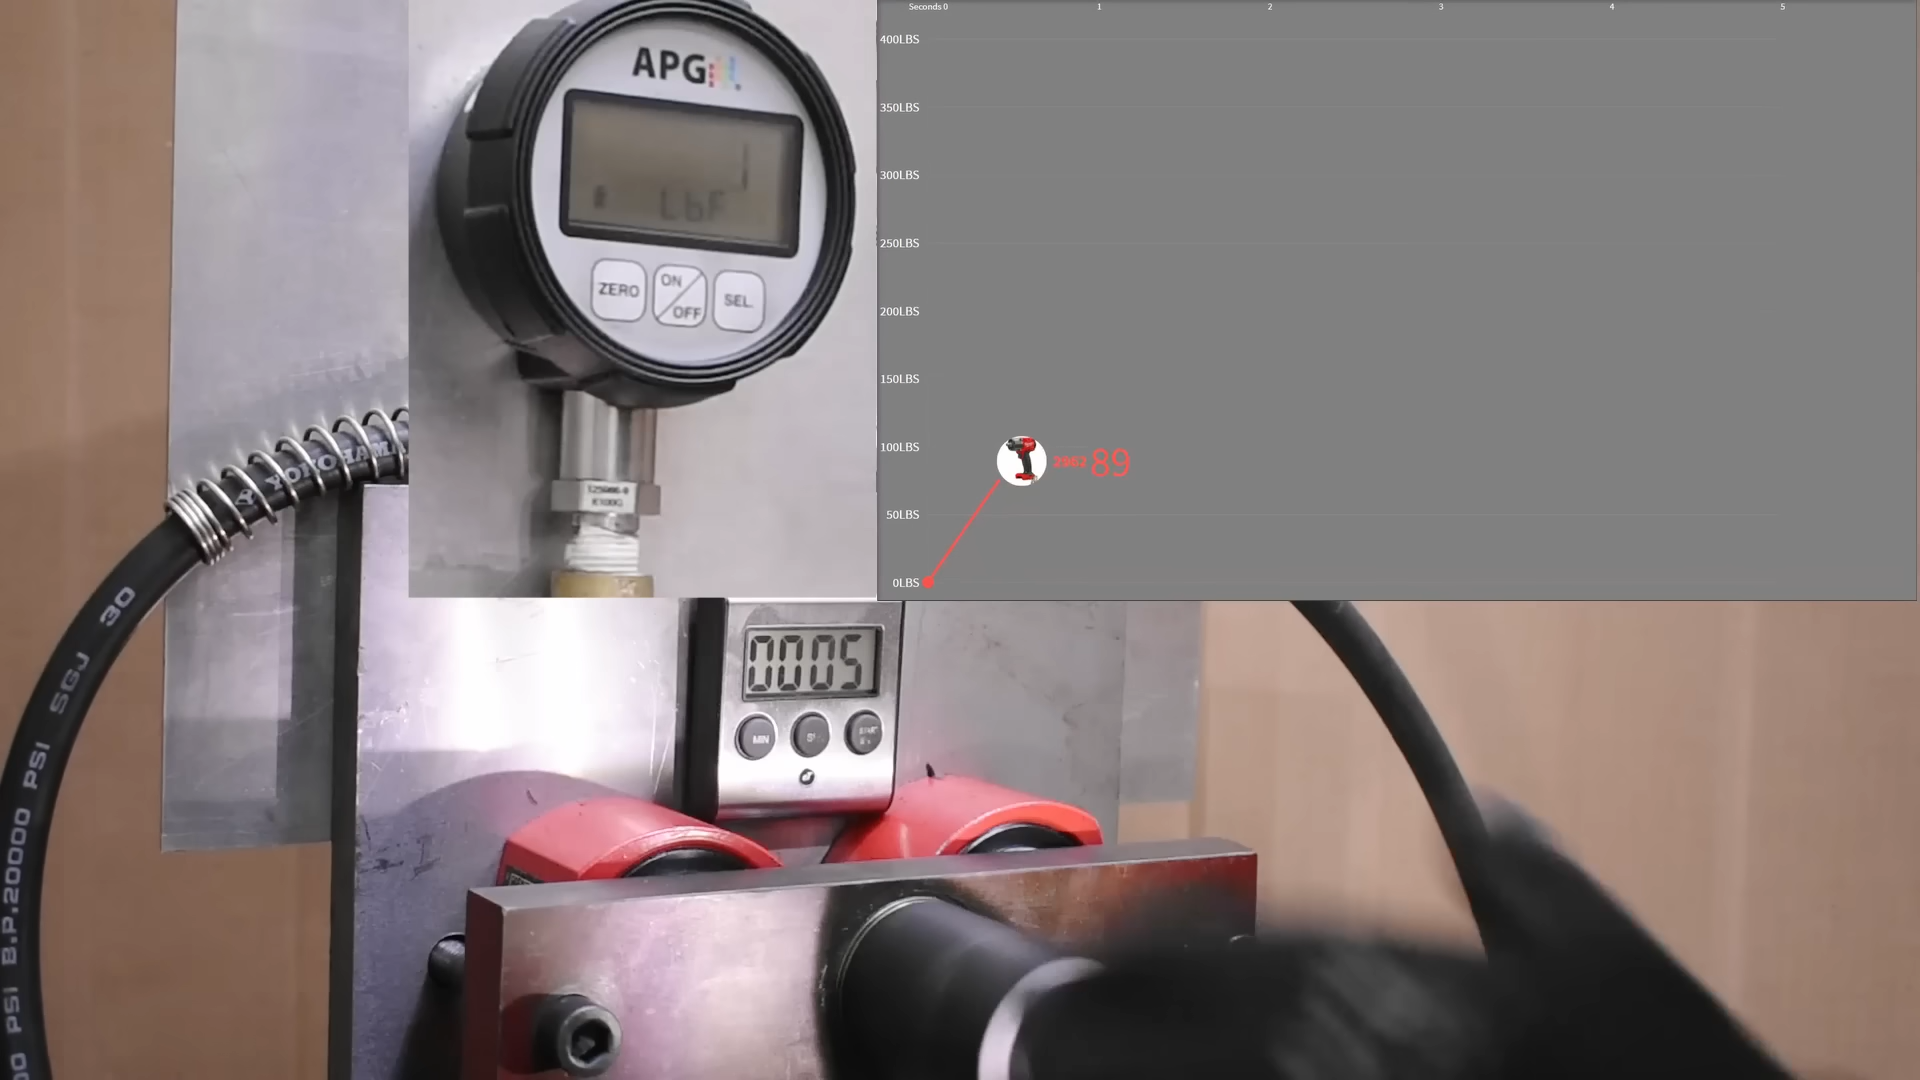 Seconds 0 1 2 3 4 5
400LBS
350LBS
300LBS
250LBS
200LBS
150LBS
100LBS
50LBS
0LBS
2962 89
APG
LbF
ZERO
ON
OFF
SEL.
YOKOHAMA
30
SGJ
B.P.20000 PSI
PSI
0005
MIN